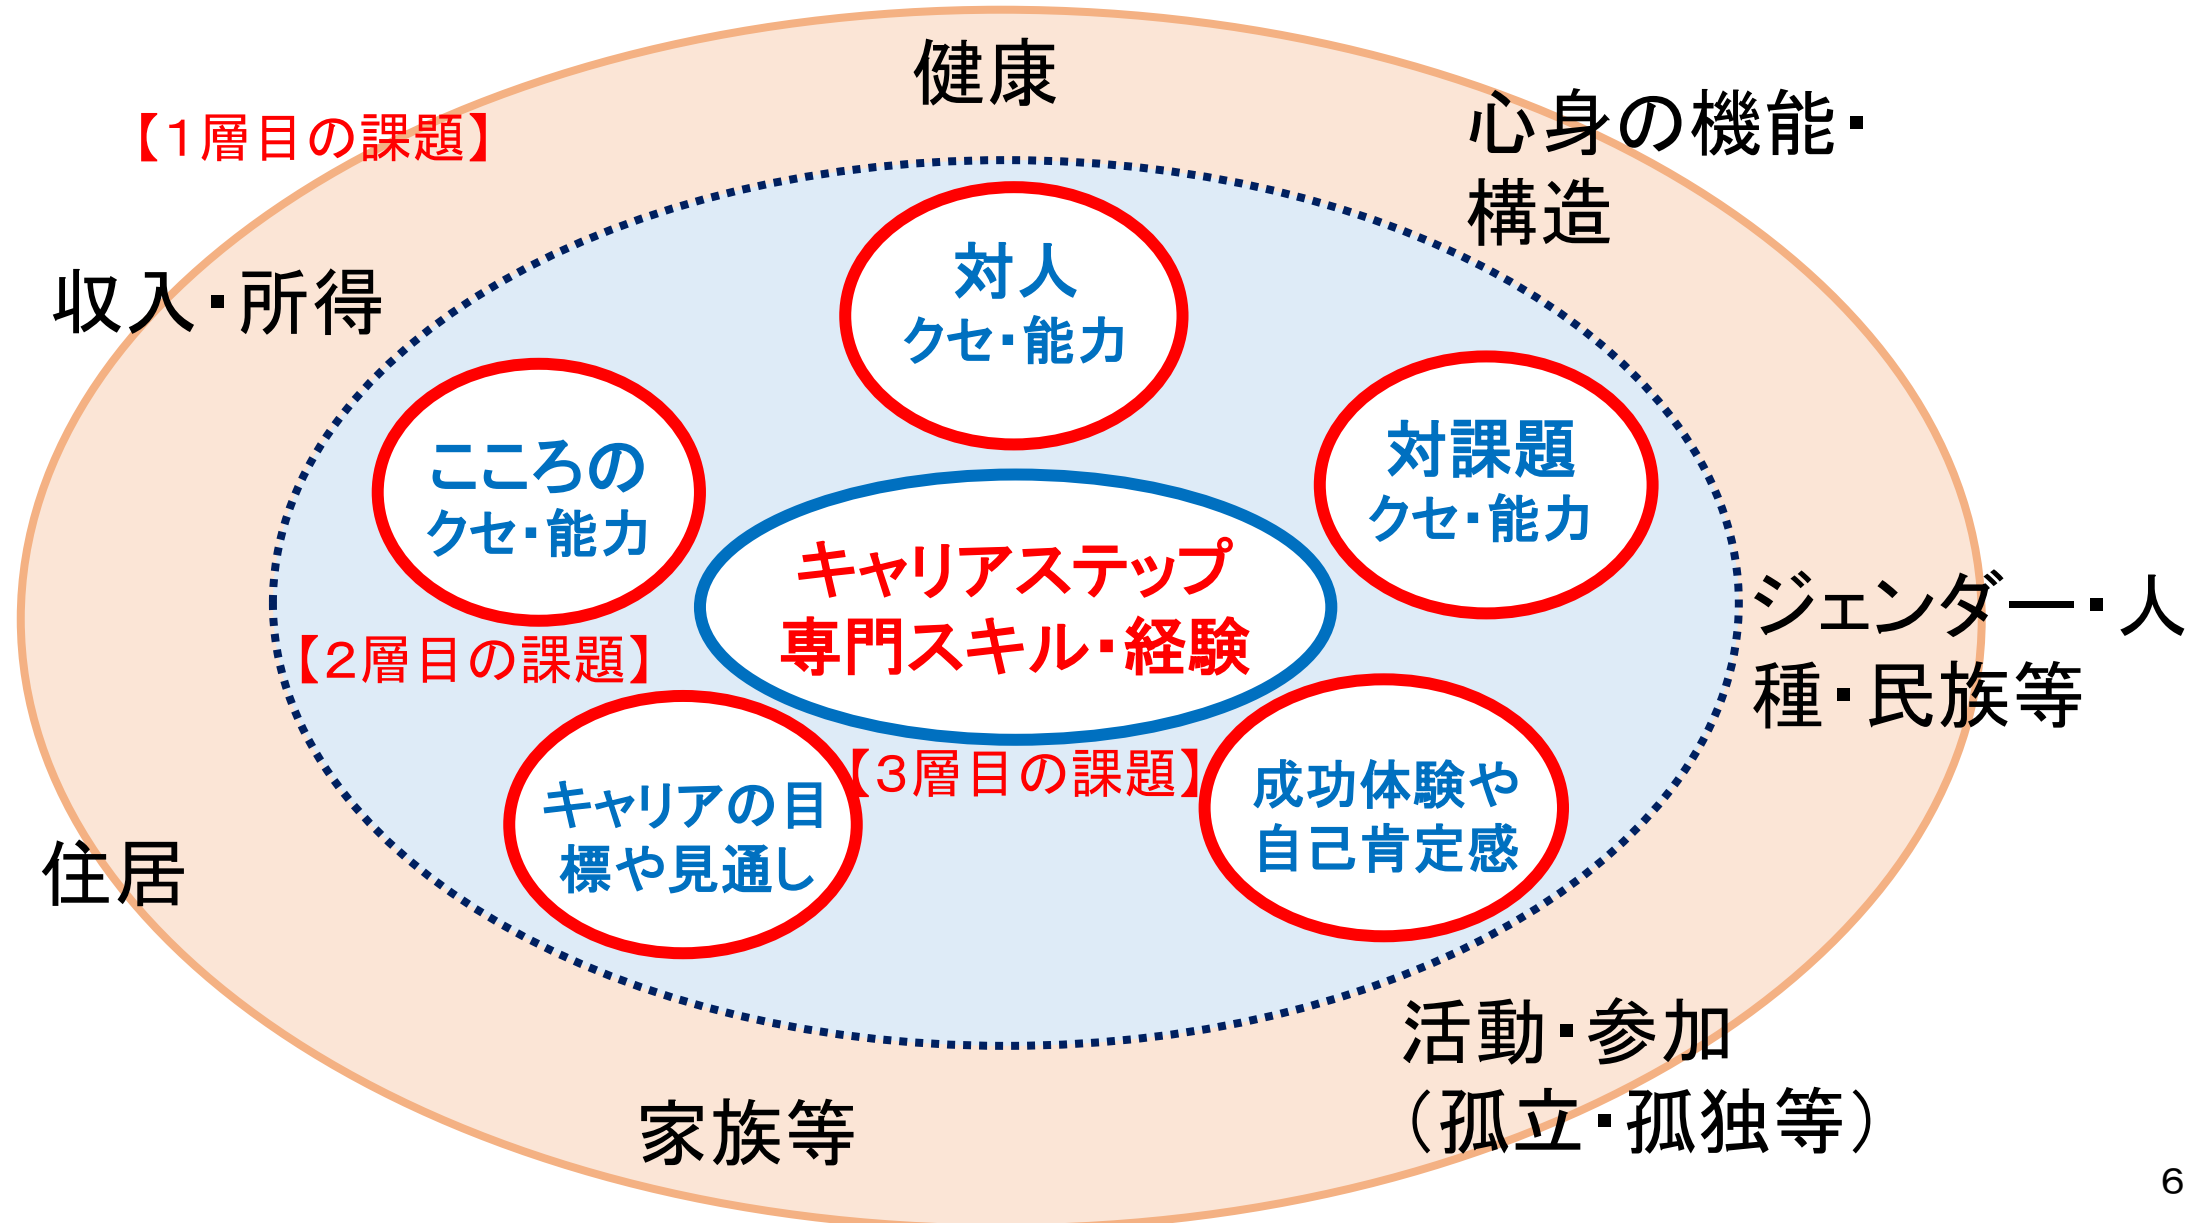 健康
心身の機能・
構造
【１層目の課題】
収入・所得
対人
クセ・能力
こころの
クセ・能力
対課題
クセ・能力
キャリアステップ
専門スキル・経験
ジェンダー・人
種・民族等
【２層目の課題】
【３層目の課題】
キャリアの目
標や見通し
成功体験や
自己肯定感
住居
活動・参加
（孤立・孤独等）
家族等
6